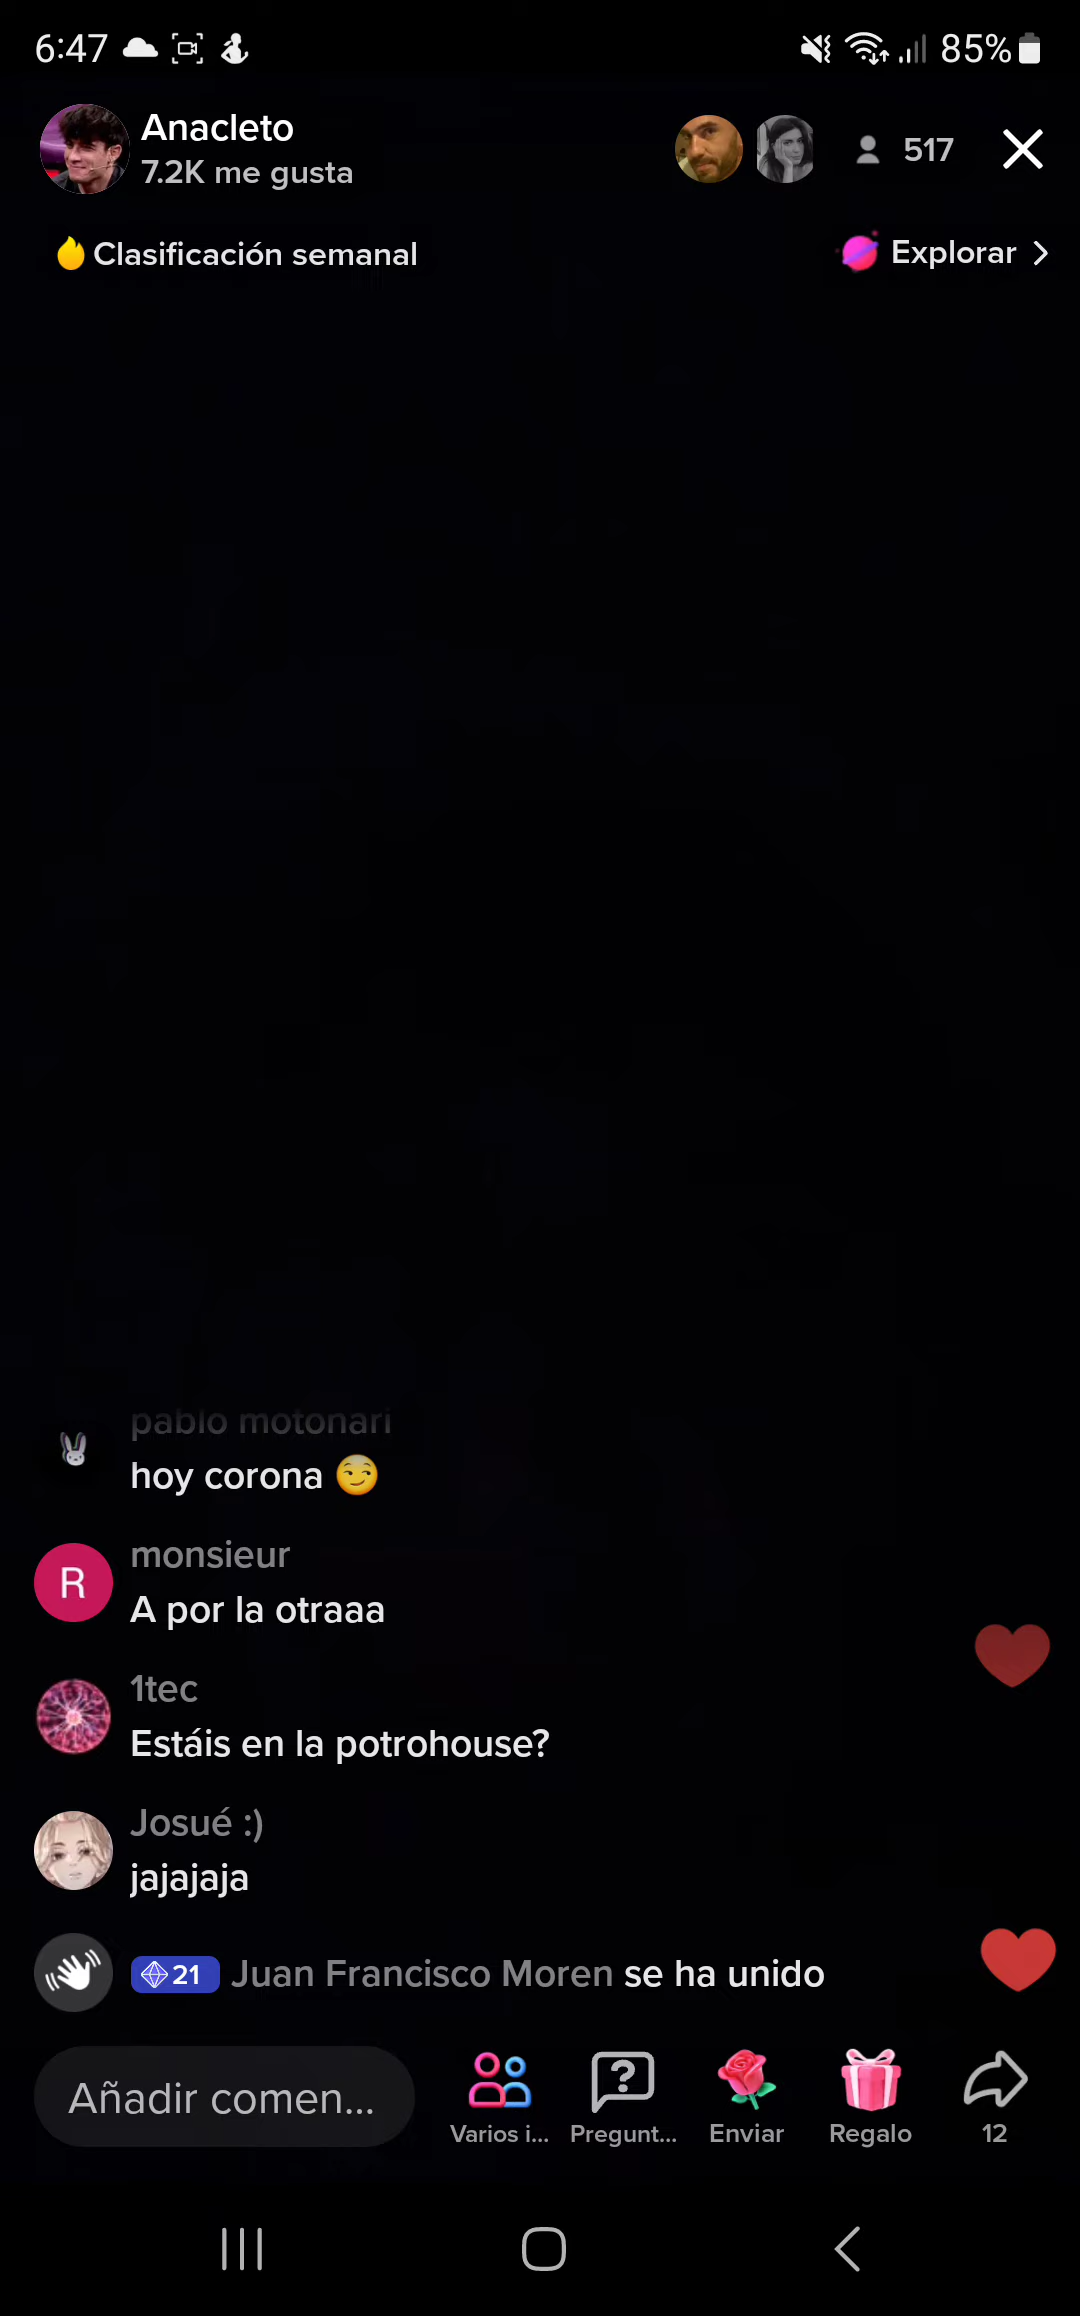 6:47
85%
Anacleto
7.2K me gusta
517
Clasificación semanal
Explorar
pablo motonari
hoy corona 😏
R
monsieur
A por la otraaa
1tec
Estáis en la potrohouse?
Josué :)
jajajaja
21 Juan Francisco Moren se ha unido
Añadir comen...
Varios i...
Pregunt...
Enviar
Regalo
12